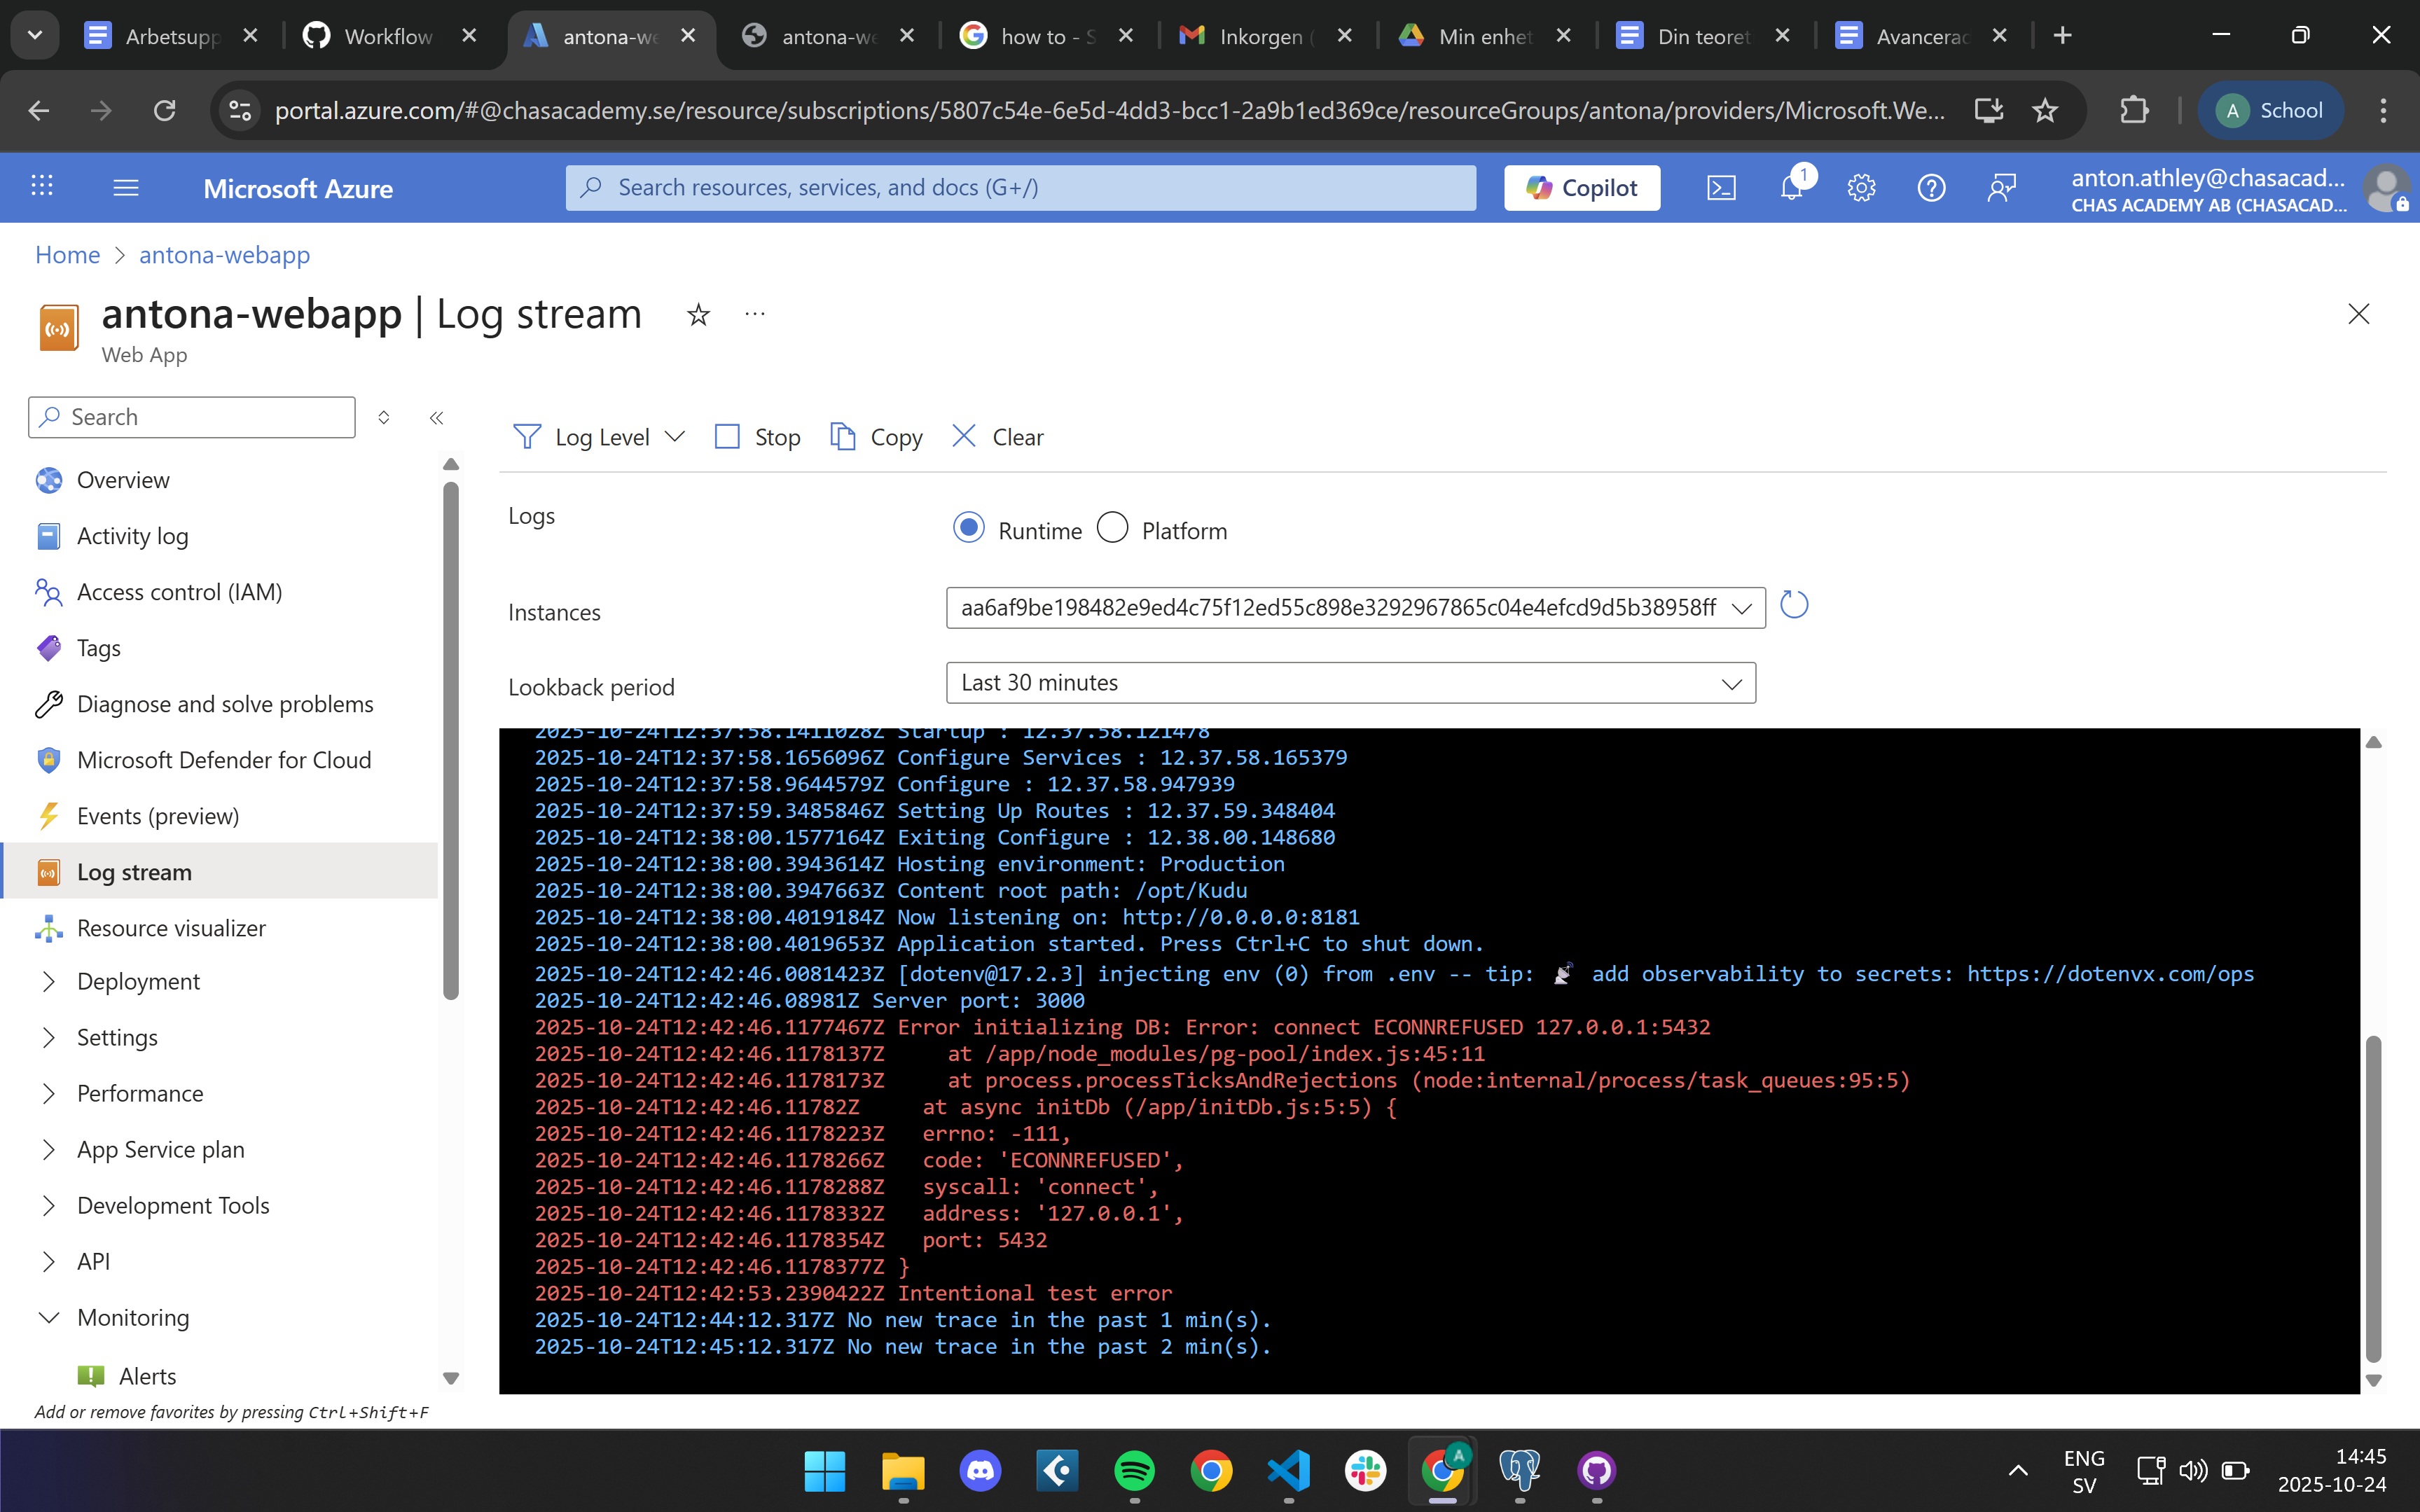 Arbetsupp
Workflow
antona-we
antona-we
how to - S
Inkorgen (
Min enhet
Din teoret
Avancerac
portal.azure.com/#@chasacademy.se/resource/subscriptions/5807c54e-6e5d-4dd3-bcc1-2a9b1ed369ce/resourceGroups/antona/providers/Microsoft.We...
A School
Microsoft Azure
Search resources, services, and docs (G+/)
Copilot
1
anton.athley@chasacad...
CHAS ACADEMY AB (CHASACAD...
Home > antona-webapp
antona-webapp | Log stream
Web App
Search
Overview
Activity log
Access control (IAM)
Tags
Diagnose and solve problems
Microsoft Defender for Cloud
Events (preview)
Log stream
Resource visualizer
Deployment
Settings
Performance
App Service plan
Development Tools
API
Monitoring
Alerts
Add or remove favorites by pressing Ctrl+Shift+F
Log Level
Stop
Copy
Clear
Logs
Runtime
Platform
Instances
aa6af9be198482e9ed4c75f12ed55c898e3292967865c04e4efcd9d5b38958ff
Lookback period
Last 30 minutes
2025-10-24T12:37:58.1411028Z Startup : 12.37.58.121478
2025-10-24T12:37:58.1656096Z Configure Services : 12.37.58.165379
2025-10-24T12:37:58.9644579Z Configure : 12.37.58.947939
2025-10-24T12:37:59.3485846Z Setting Up Routes : 12.37.59.348404
2025-10-24T12:38:00.1577164Z Exiting Configure : 12.38.00.148680
2025-10-24T12:38:00.3943614Z Hosting environment: Production
2025-10-24T12:38:00.3947663Z Content root path: /opt/Kudu
2025-10-24T12:38:00.4019184Z Now listening on: http://0.0.0.0:8181
2025-10-24T12:38:00.4019653Z Application started. Press Ctrl+C to shut down.
2025-10-24T12:42:46.0081423Z [dotenv@17.2.3] injecting env (0) from .env -- tip: 📡 add observability to secrets: https://dotenvx.com/ops
2025-10-24T12:42:46.08981Z Server port: 3000
2025-10-24T12:42:46.1177467Z Error initializing DB: Error: connect ECONNREFUSED 127.0.0.1:5432
2025-10-24T12:42:46.1178137Z     at /app/node_modules/pg-pool/index.js:45:11
2025-10-24T12:42:46.1178173Z     at process.processTicksAndRejections (node:internal/process/task_queues:95:5)
2025-10-24T12:42:46.11782Z     at async initDb (/app/initDb.js:5:5) {
2025-10-24T12:42:46.1178223Z   errno: -111,
2025-10-24T12:42:46.1178266Z   code: 'ECONNREFUSED',
2025-10-24T12:42:46.1178288Z   syscall: 'connect',
2025-10-24T12:42:46.1178332Z   address: '127.0.0.1',
2025-10-24T12:42:46.1178354Z   port: 5432
2025-10-24T12:42:46.1178377Z }
2025-10-24T12:42:53.2390422Z Intentional test error
2025-10-24T12:44:12.317Z No new trace in the past 1 min(s).
2025-10-24T12:45:12.317Z No new trace in the past 2 min(s).
A
ENG
SV
14:45
2025-10-24